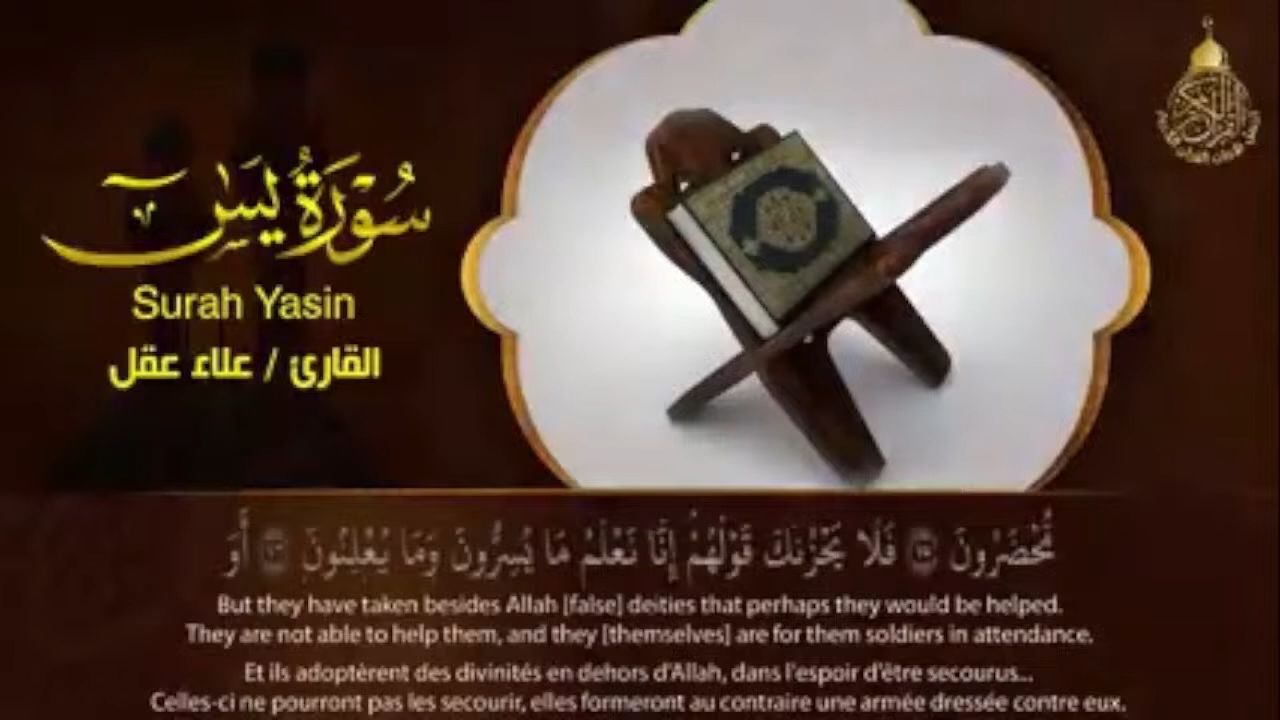 سُورَةُ يسٓ
Surah Yasin
القارئ / علاء عقل
مُّحْضَرُونَ ٧٥ فَلَا يَحْزُنكَ قَوْلُهُمْ إِنَّا نَعْلَمُ مَا يُسِرُّونَ وَمَا يُعْلِنُونَ ٧٦ أَوَ
But they have taken besides Allah [false] deities that perhaps they would be helped.
They are not able to help them, and they [themselves] are for them soldiers in attendance.
Et ils adoptèrent des divinités en dehors d'Allah, dans l'espoir d'être secourus...
Celles-ci ne pourront pas les secourir, elles formeront au contraire une armée dressée contre eux.